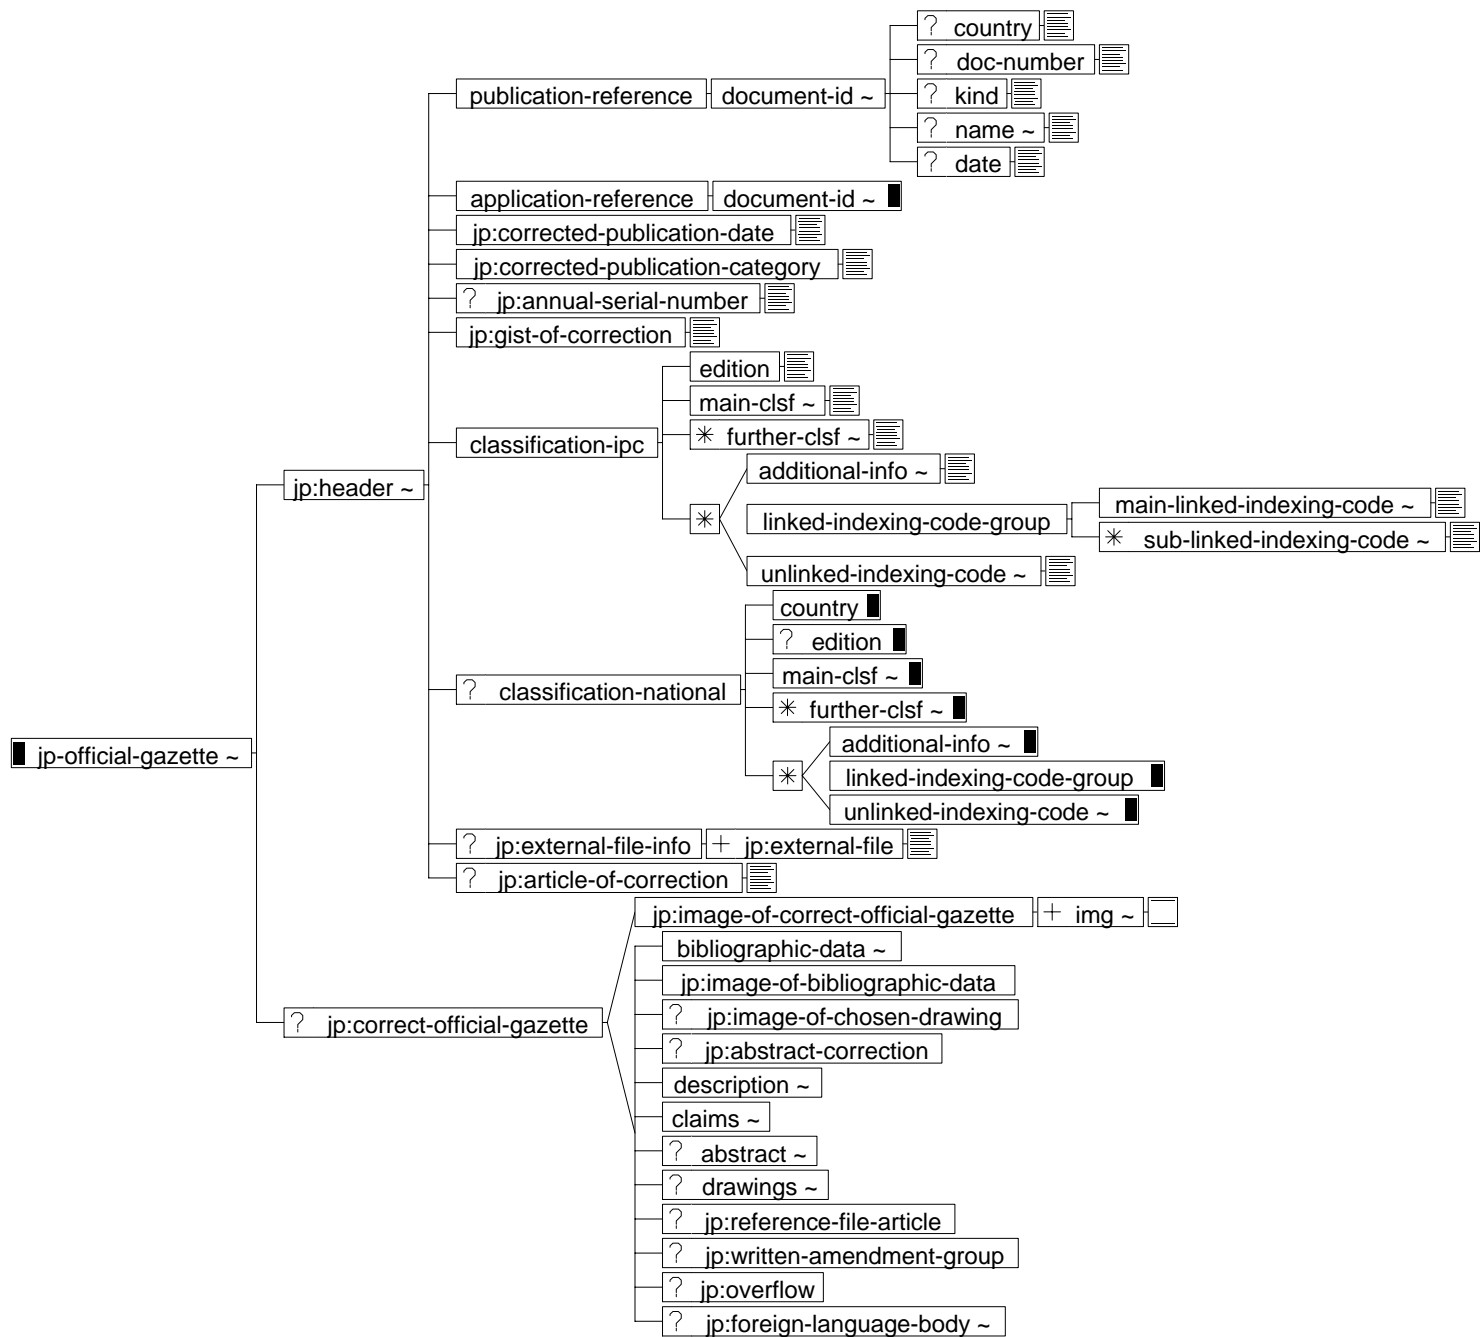 ? country
? doc-number
publication-reference document-id ~ ? kind
? name ~
? date
application-reference document-id ~
jp:corrected-publication-date
jp:corrected-publication-category
? jp:annual-serial-number
jp:gist-of-correction
edition
main-clsf ~
* further-clsf ~
classification-ipc
additional-info ~
jp:header ~
main-linked-indexing-code ~
* linked-indexing-code-group
* sub-linked-indexing-code ~
unlinked-indexing-code ~
country
? edition
main-clsf ~
? classification-national
* further-clsf ~
additional-info ~
jp-official-gazette ~
* linked-indexing-code-group
unlinked-indexing-code ~
? jp:external-file-info + jp:external-file
? jp:article-of-correction
jp:image-of-correct-official-gazette + img ~
bibliographic-data ~
jp:image-of-bibliographic-data
? jp:image-of-chosen-drawing
? jp:correct-official-gazette
? jp:abstract-correction
description ~
claims ~
? abstract ~
? drawings ~
? jp:reference-file-article
? jp:written-amendment-group
? jp:overflow
? jp:foreign-language-body ~